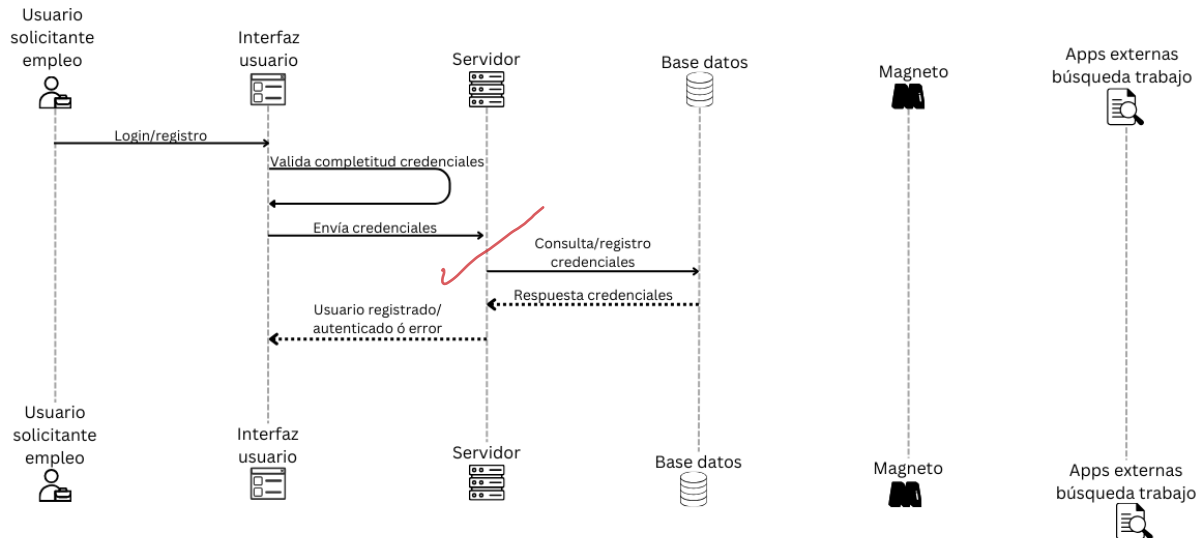 Usuario
solicitante
empleo
Interfaz
usuario
Servidor
Base datos
Magneto
Apps externas
búsqueda trabajo
Login/registro
Valida completitud credenciales
Envía credenciales
Consulta/registro
credenciales
Respuesta credenciales
Usuario registrado/
autenticado ó error
Usuario
solicitante
empleo
Interfaz
usuario
Servidor
Base datos
Magneto
Apps externas
búsqueda trabajo